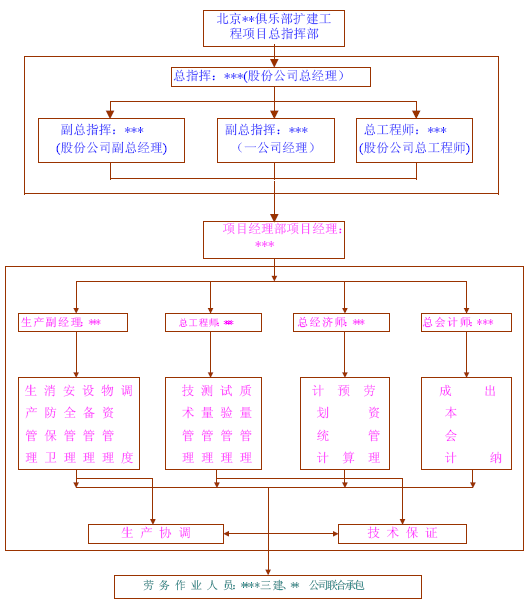 北京**俱乐部扩建工
程项目总指挥部
总指挥：***(股份公司总经理）
副总指挥：***
(股份公司副总经理)
副总指挥：***
（一公司经理）
总工程师：***
(股份公司总工程师)
项目经理部项目经理：
***
生产副经理：***
总工程师：***
总经济师：***
总会计师：***
生消安设物调
产防全备资
管保管管管
理卫理理理度
技测试质
术量验量
管管管管
理理理理
计预劳
划资
统管
计算理
成出
本
会
计纳
生产协调
技术保证
劳务作业人员：****三建、** 公司联合承包